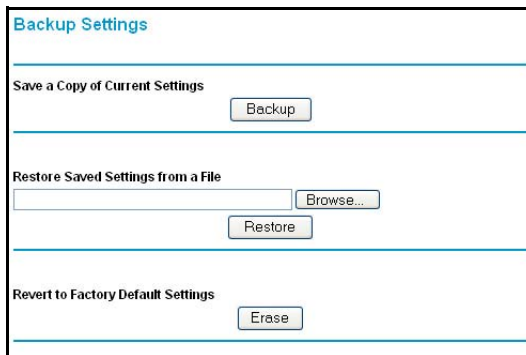 Backup Settings
Save a Copy of Current Settings
Backup
Restore Saved Settings from a File
Browse...
Restore
Revert to Factory Default Settings
Erase